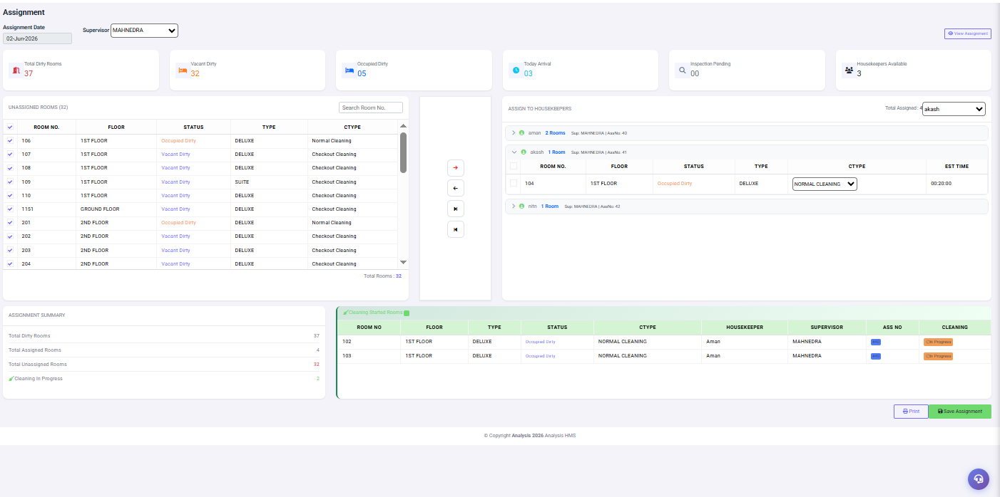 Assignment
Assignment Date
Supervisor MAHNEDRA
02-Jun-2026
View Assignment
Total Dirty Rooms
37
Vacant Dirty
32
Occupied Dirty
05
Today Arrival
03
Inspection Pending
00
Housekeepers Available
3
UNASSIGNED ROOMS (32)
Search Room No.
ROOM NO. FLOOR STATUS TYPE CTYPE
106 1ST FLOOR Occupied Dirty DELUXE Normal Cleaning
107 1ST FLOOR Vacant Dirty DELUXE Checkout Cleaning
108 1ST FLOOR Vacant Dirty DELUXE Checkout Cleaning
109 1ST FLOOR Vacant Dirty SUITE Checkout Cleaning
110 1ST FLOOR Vacant Dirty DELUXE Checkout Cleaning
1151 GROUND FLOOR Vacant Dirty DELUXE Checkout Cleaning
201 2ND FLOOR Occupied Dirty DELUXE Normal Cleaning
202 2ND FLOOR Vacant Dirty DELUXE Checkout Cleaning
203 2ND FLOOR Vacant Dirty DELUXE Checkout Cleaning
204 2ND FLOOR Vacant Dirty DELUXE Checkout Cleaning
Total Rooms : 32
ASSIGN TO HOUSEKEEPERS
Total Assigned : 4 akash
aman 2 Rooms Sup: MAHNEDRA | AssNo: 40
akash 1 Room Sup: MAHNEDRA | AssNo: 41
ROOM NO. FLOOR STATUS TYPE CTYPE EST TIME
104 1ST FLOOR Occupied Dirty DELUXE NORMAL CLEANING 00:20:00
nitn 1 Room Sup: MAHNEDRA | AssNo: 42
ASSIGNMENT SUMMARY
Total Dirty Rooms 37
Total Assigned Rooms 4
Total Unassigned Rooms 32
Cleaning In Progress 2
Cleaning Started Rooms
ROOM NO FLOOR TYPE STATUS CTYPE HOUSEKEEPER SUPERVISOR ASS NO CLEANING
102 1ST FLOOR DELUXE Occupied Dirty NORMAL CLEANING Aman MAHNEDRA In Progress
103 1ST FLOOR DELUXE Occupied Dirty NORMAL CLEANING Aman MAHNEDRA In Progress
Print
Save Assignment
© Copyright Analysis 2026 Analysis HMS